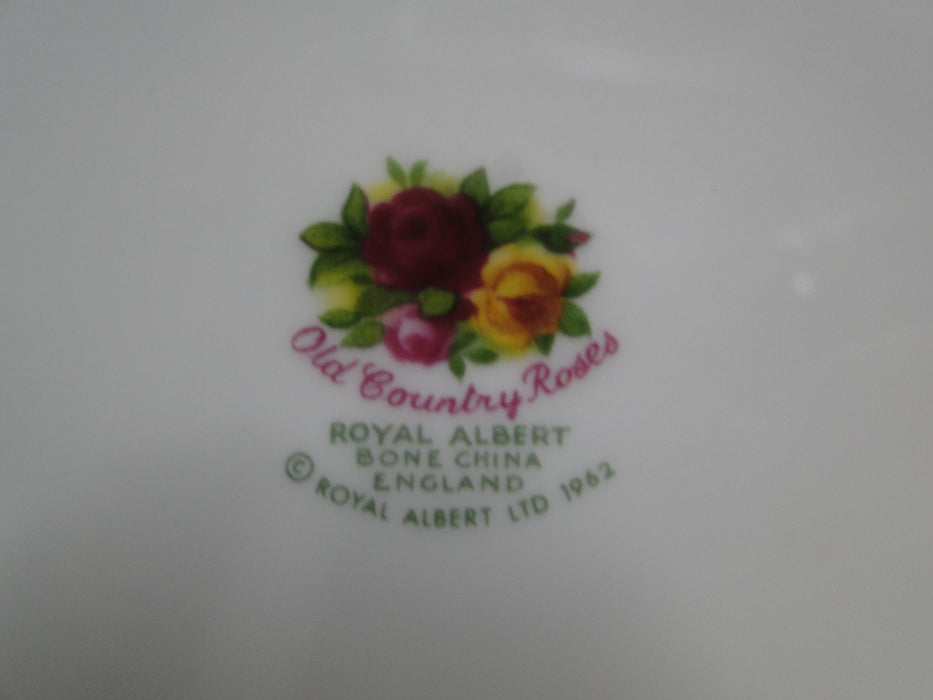 Old Country Roses
ROYAL ALBERT
BONE CHINA
ENGLAND
© ROYAL ALBERT LTD 1962